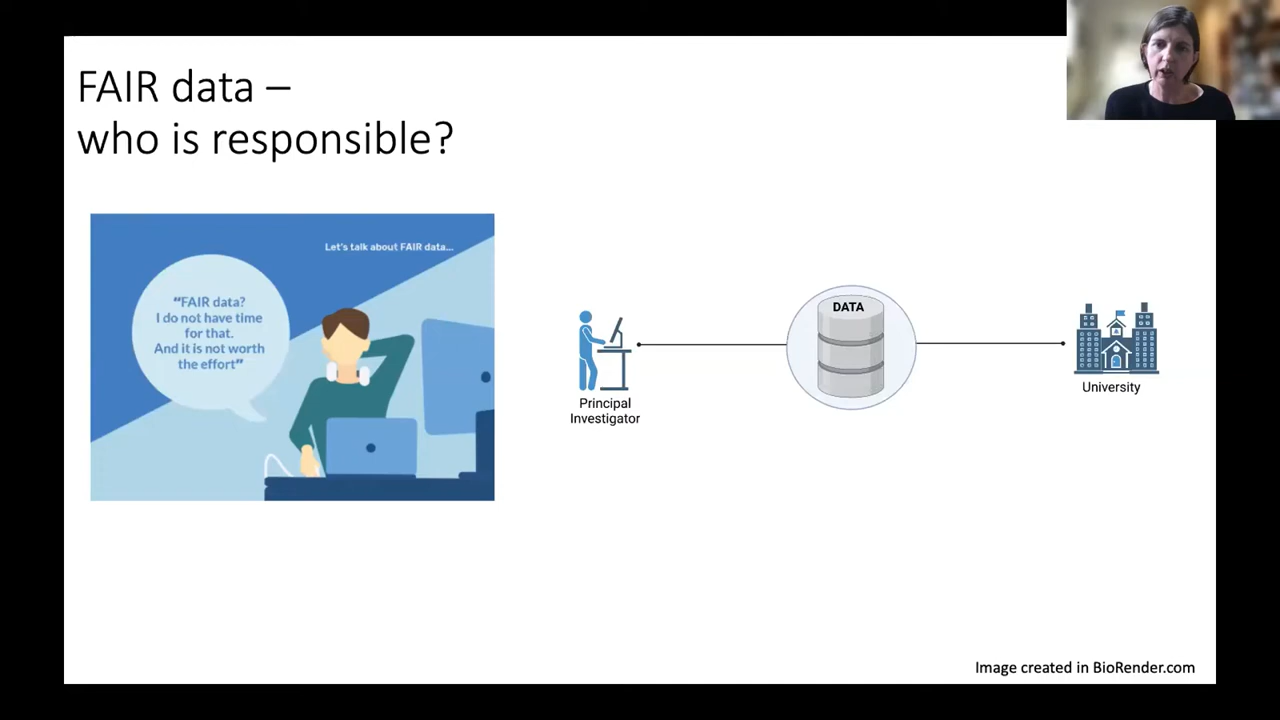 FAIR data –
who is responsible?
Let's talk about FAIR data...
"FAIR data?
I do not have time
for that.
And it is not worth
the effort"
DATA
Principal
Investigator
University
Image created in BioRender.com